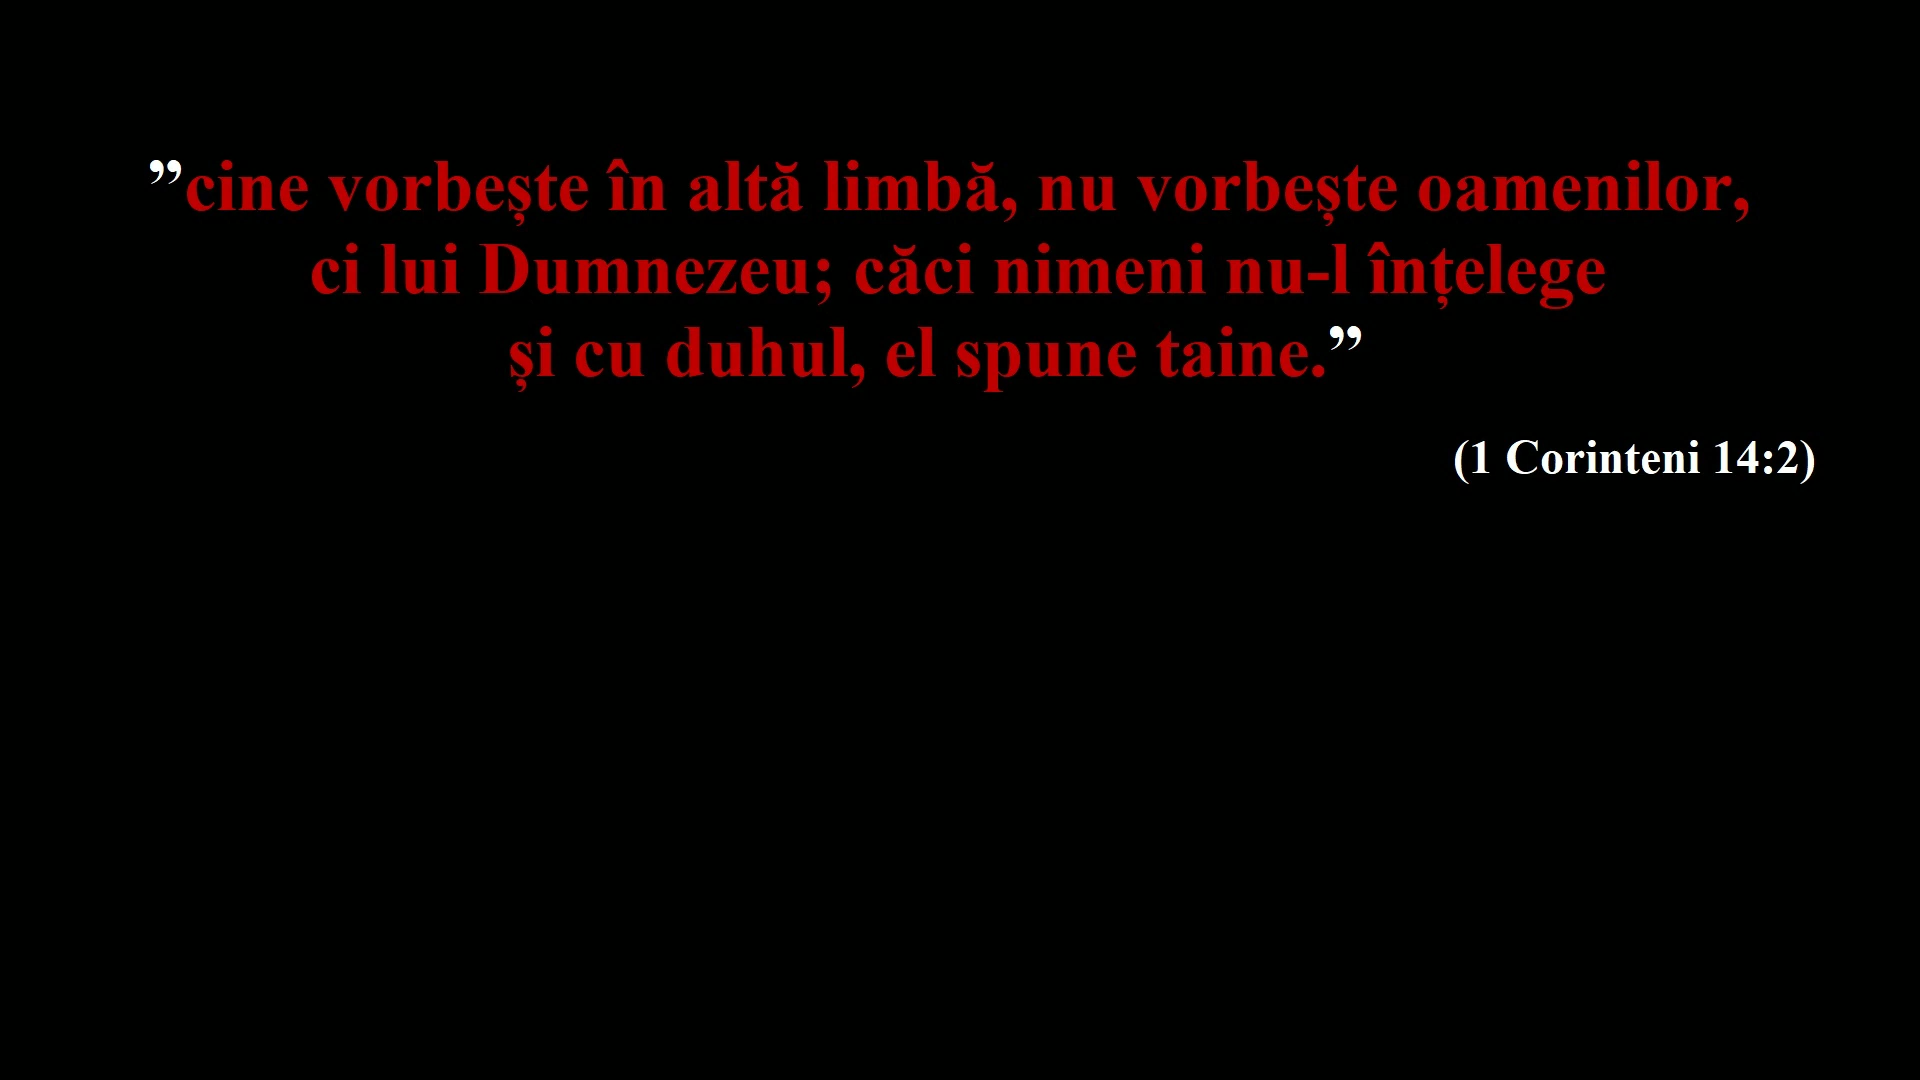 ”cine vorbește în altă limbă, nu vorbește oamenilor,
ci lui Dumnezeu; căci nimeni nu-l înțelege
și cu duhul, el spune taine.”
(1 Corinteni 14:2)